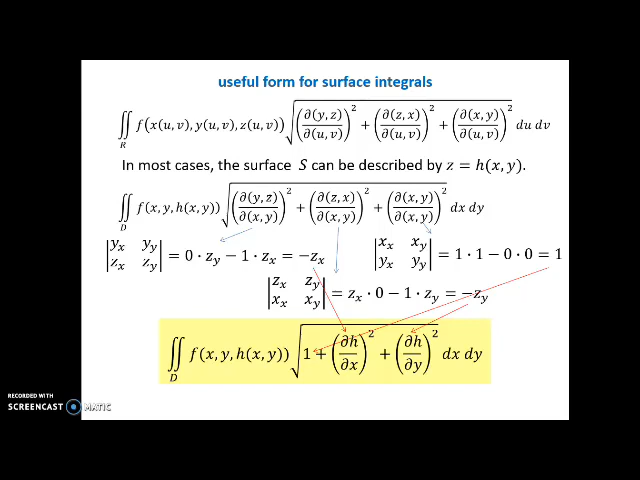 useful form for surface integrals
∬_R f(x(u,v), y(u,v), z(u,v)) √((∂(y,z)/∂(u,v))² + (∂(z,x)/∂(u,v))² + (∂(x,y)/∂(u,v))²) du dv
In most cases, the surface S can be described by z = h(x,y).
∬_D f(x,y,h(x,y)) √((∂(y,z)/∂(x,y))² + (∂(z,x)/∂(x,y))² + (∂(x,y)/∂(x,y))²) dx dy
|y_x y_y; z_x z_y| = 0 · z_y − 1 · z_x = −z_x
|x_x x_y; y_x y_y| = 1 · 1 − 0 · 0 = 1
|z_x z_y; x_x x_y| = z_x · 0 − 1 · z_y = −z_y
∬_D f(x,y,h(x,y)) √(1 + (∂h/∂x)² + (∂h/∂y)²) dx dy
RECORDED WITH
SCREENCAST MATIC